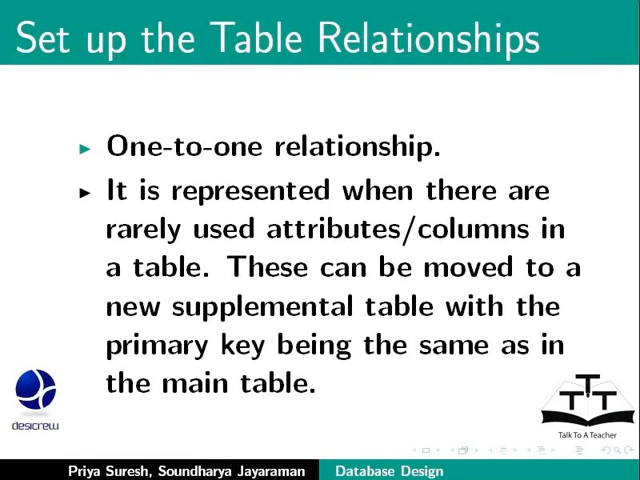 Set up the Table Relationships
One-to-one relationship.
It is represented when there are
rarely used attributes/columns in
a table. These can be moved to a
new supplemental table with the
primary key being the same as in
the main table.
desicrew
TTT
Talk To A Teacher
Priya Suresh, Soundharya Jayaraman Database Design